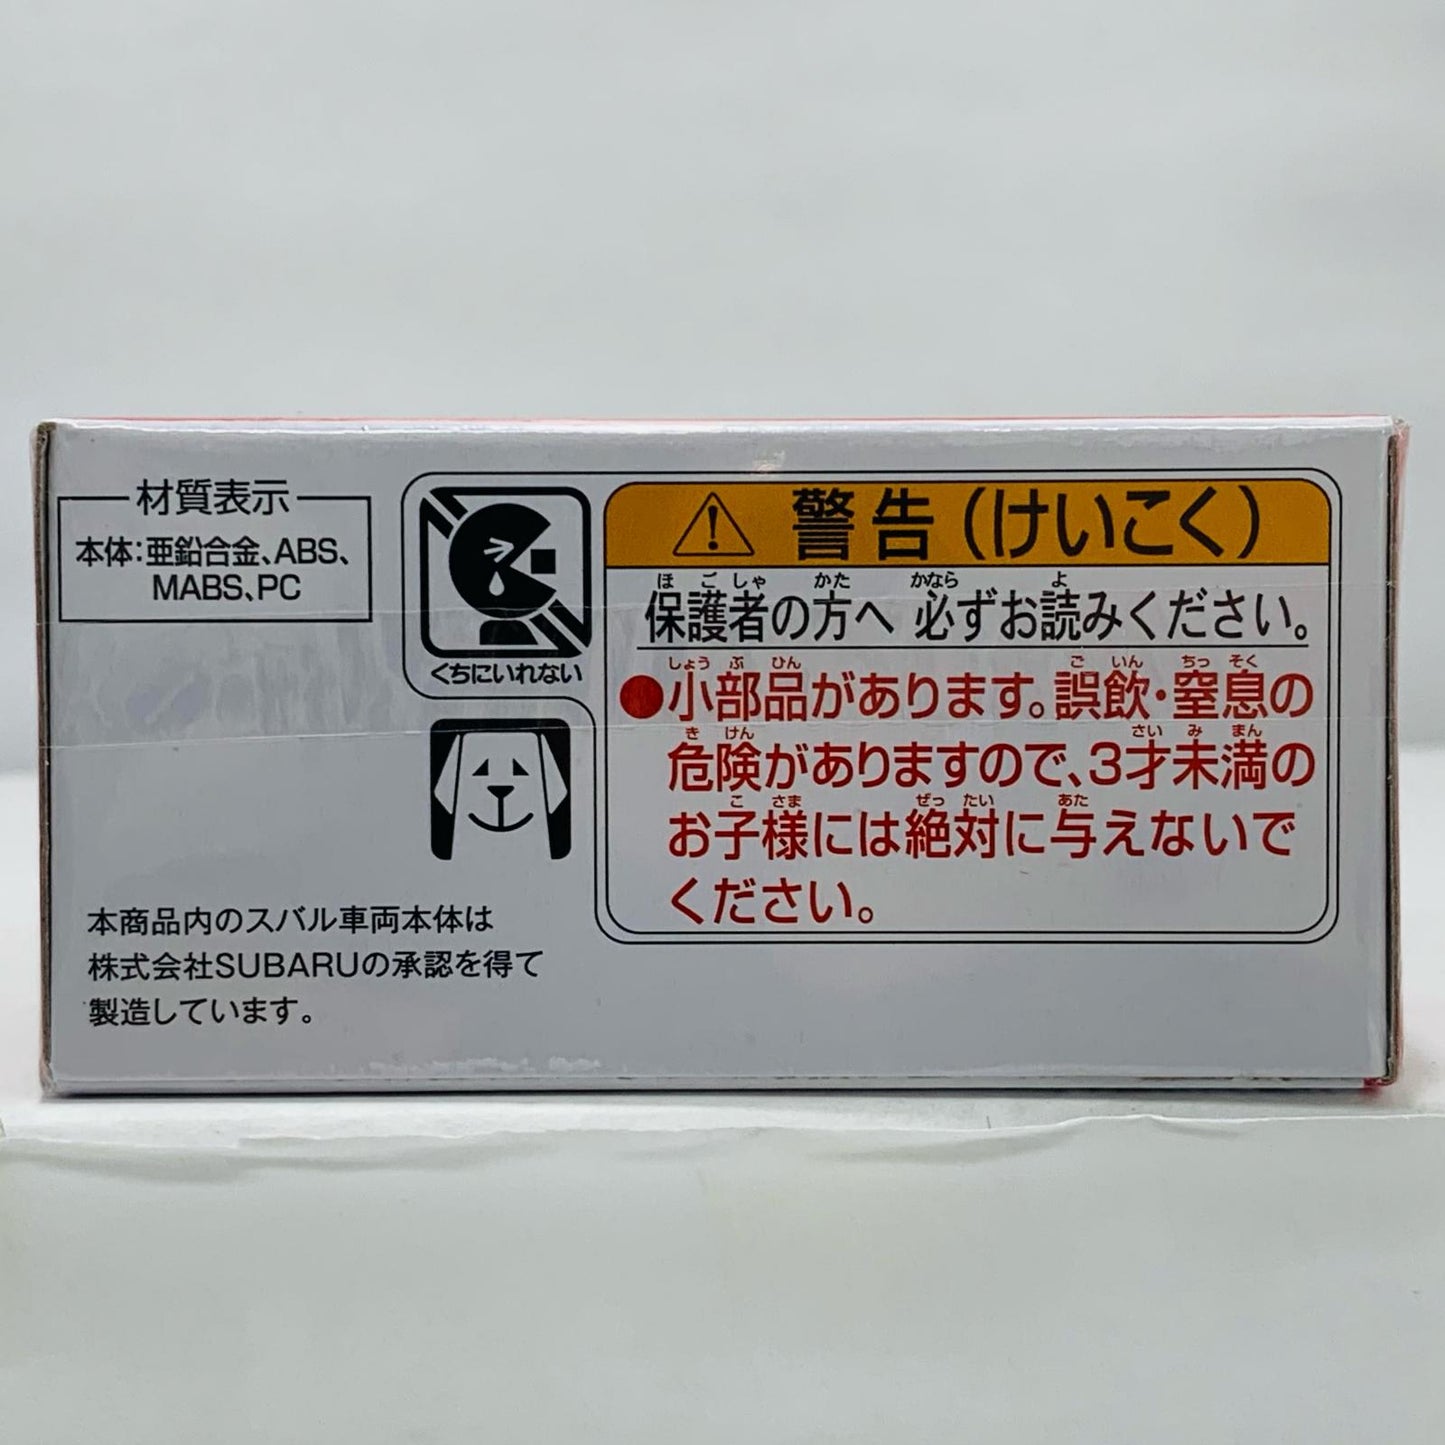 材質表示
本体：亜鉛合金、ABS、
MABS、PC
くちにいれない
本商品内のスバル車両本体は
株式会社SUBARUの承認を得て
製造しています。
警告（けいこく）
ほごしゃ かた かなら よ
保護者の方へ 必ずお読みください。
しょうぶひん ごいん ちっそく
●小部品があります。誤飲・窒息の
きけん さいみまん
危険がありますので、3才未満の
こさま ぜったい あた
お子様には絶対に与えないで
ください。